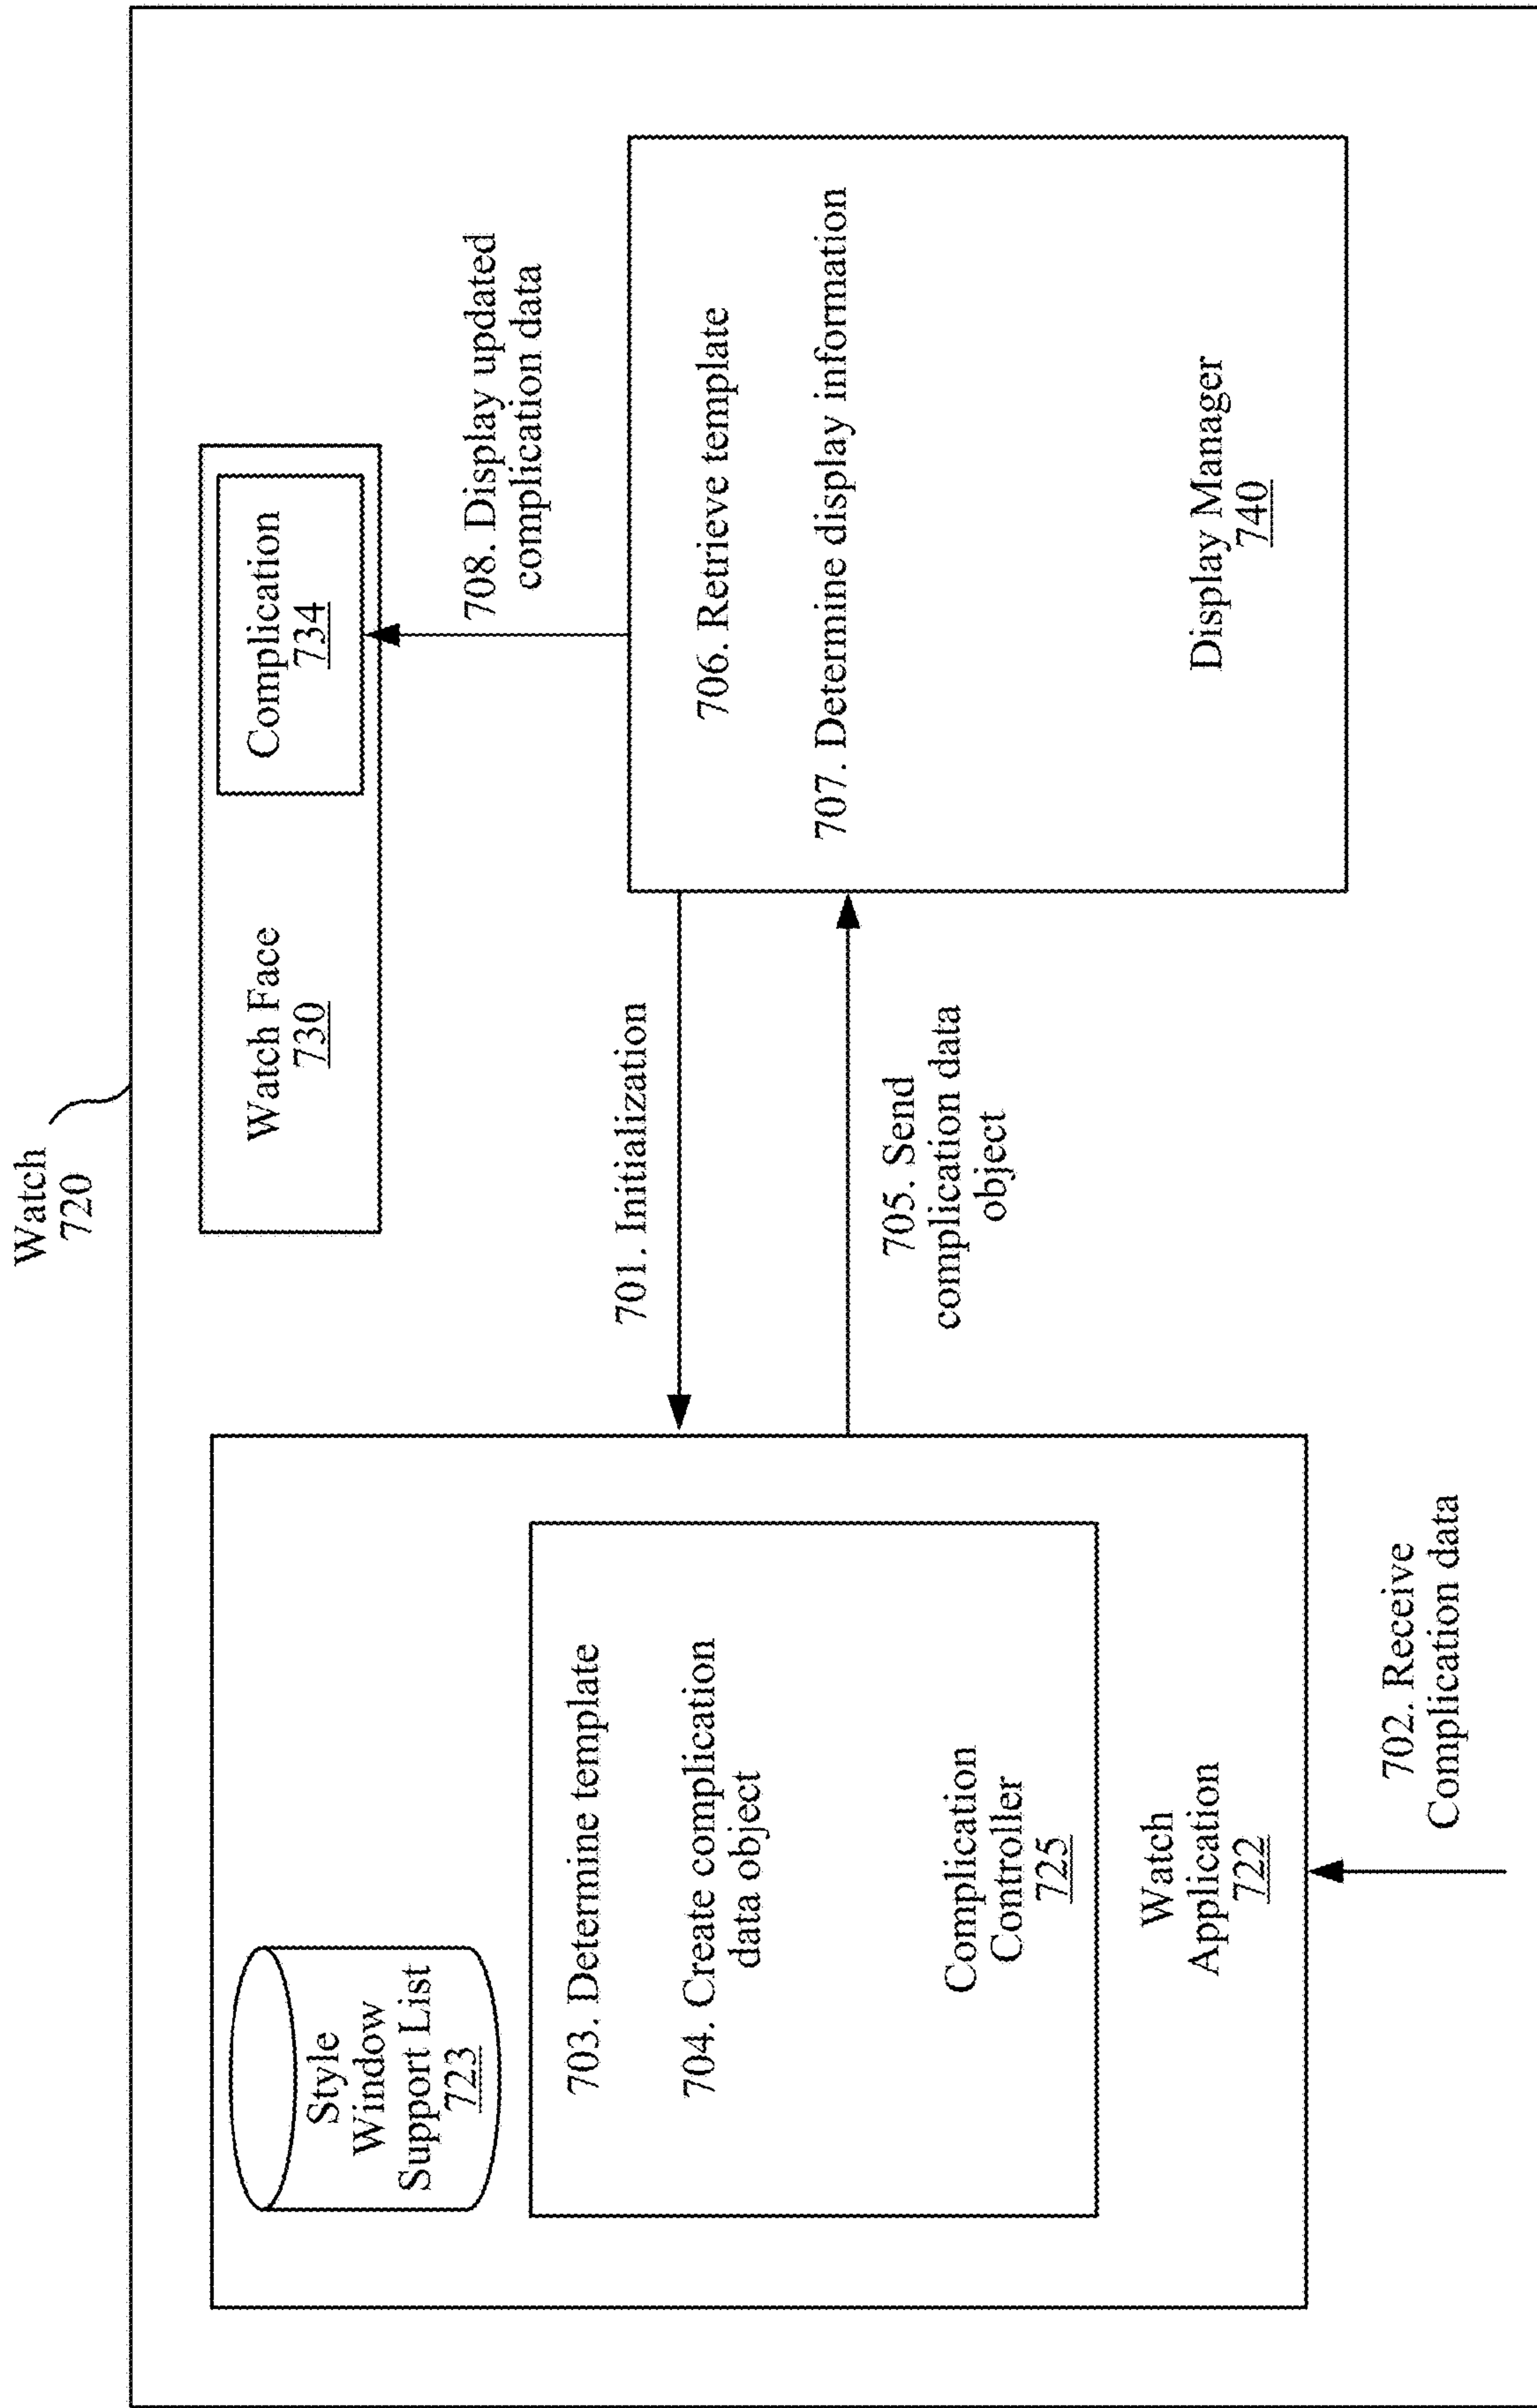 Watch
720
Style
Window
Support List
723
703. Determine template
704. Create complication
data object
Complication
Controller
725
Watch
Application
722
702. Receive
Complication data
701. Initialization
705. Send
complication data
object
Watch Face
730
Complication
734
708. Display updated
complication data
706. Retrieve template
707. Determine display information
Display Manager
740